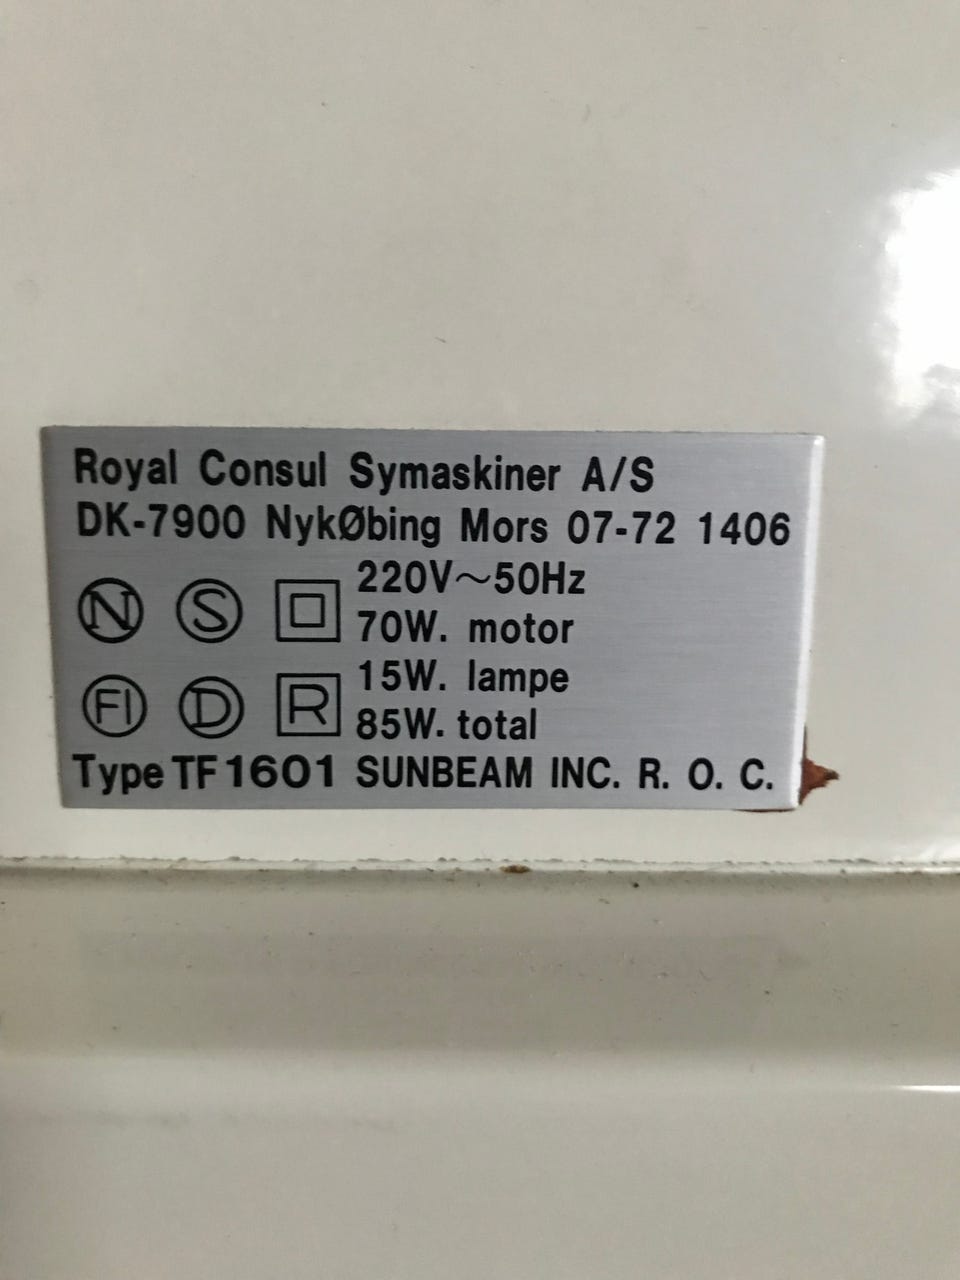 Royal Consul Symaskiner A/S
DK-7900 NykØbing Mors 07-72 1406
N S 220V~50Hz
70W. motor
FI D R 15W. lampe
85W. total
Type TF1601 SUNBEAM INC. R. O. C.